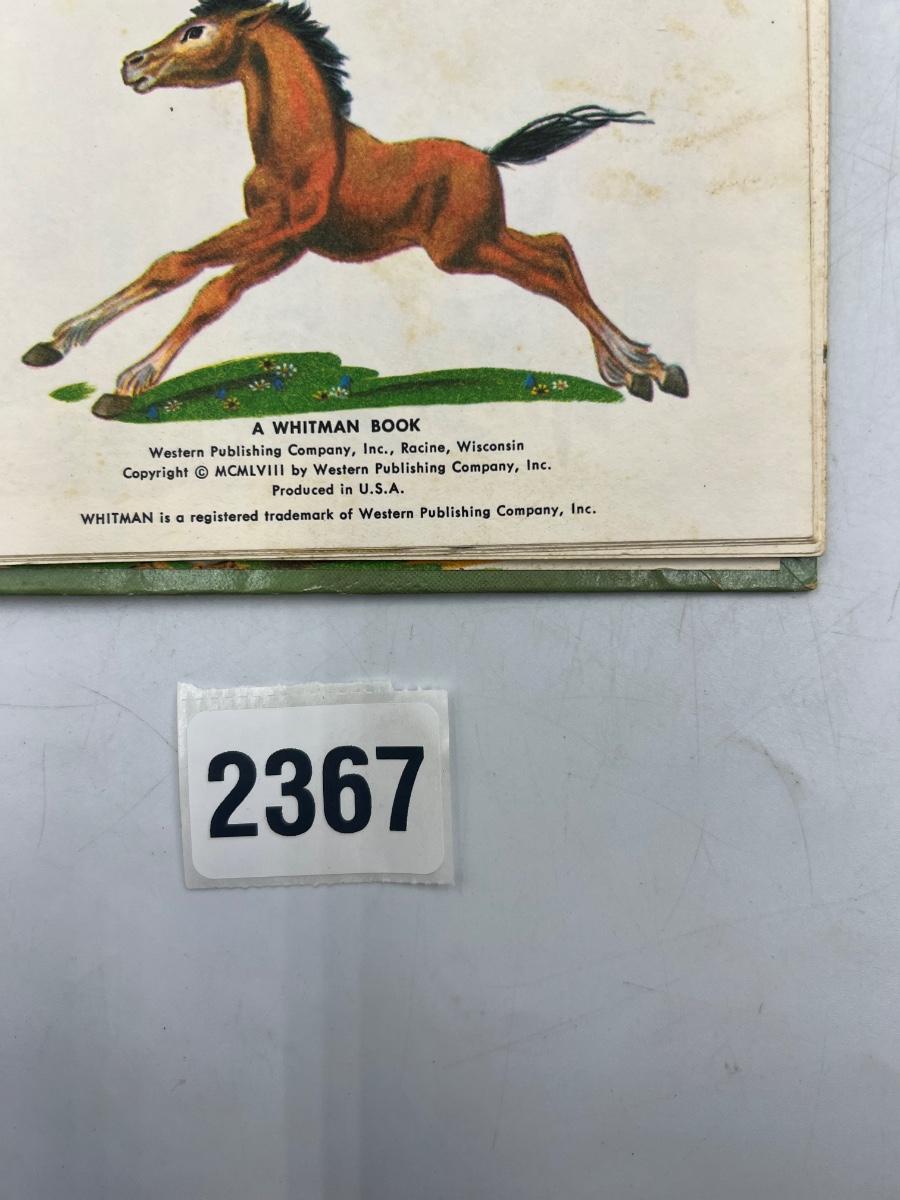 A WHITMAN BOOK
Western Publishing Company, Inc., Racine, Wisconsin
Copyright © MCMLVIII by Western Publishing Company, Inc.
Produced in U.S.A.
WHITMAN is a registered trademark of Western Publishing Company, Inc.
2367